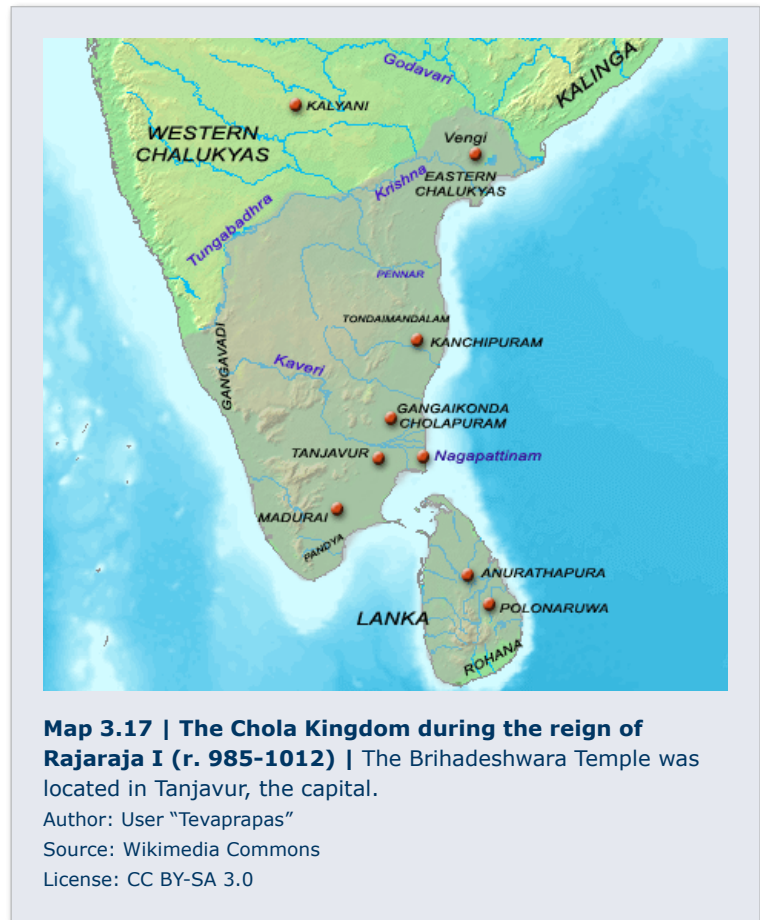 Godavari
KALINGA
KALYANI
WESTERN
CHALUKYAS
Vengi
EASTERN
CHALUKYAS
Krishna
Tungabadhra
PENNAR
TONDAIMANDALAM
KANCHIPURAM
GANGAVADI
Kaveri
GANGAIKONDA
CHOLAPURAM
TANJAVUR
Nagapattinam
MADURAI
PANDYA
ANURATHAPURA
POLONARUWA
LANKA
ROHANA
Map 3.17 | The Chola Kingdom during the reign of
Rajaraja I (r. 985-1012) | The Brihadeshwara Temple was
located in Tanjavur, the capital.
Author: User “Tevaprapas”
Source: Wikimedia Commons
License: CC BY-SA 3.0